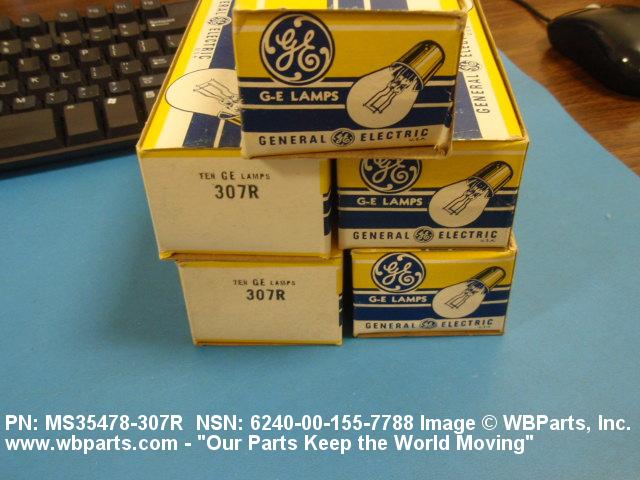 GE
G-E LAMPS
GENERAL GE ELECTRIC
U.S.A.
GENERAL
ELECTRIC
TEN GE LAMPS
307R
GE
G-E LAMPS
GENERAL GE ELECTRIC
U.S.A.
TEN GE LAMPS
307R
GE
G-E LAMPS
GENERAL GE ELECTRIC
U.S.A.
PN: MS35478-307R NSN: 6240-00-155-7788 Image © WBParts, Inc.
www.wbparts.com - "Our Parts Keep the World Moving"